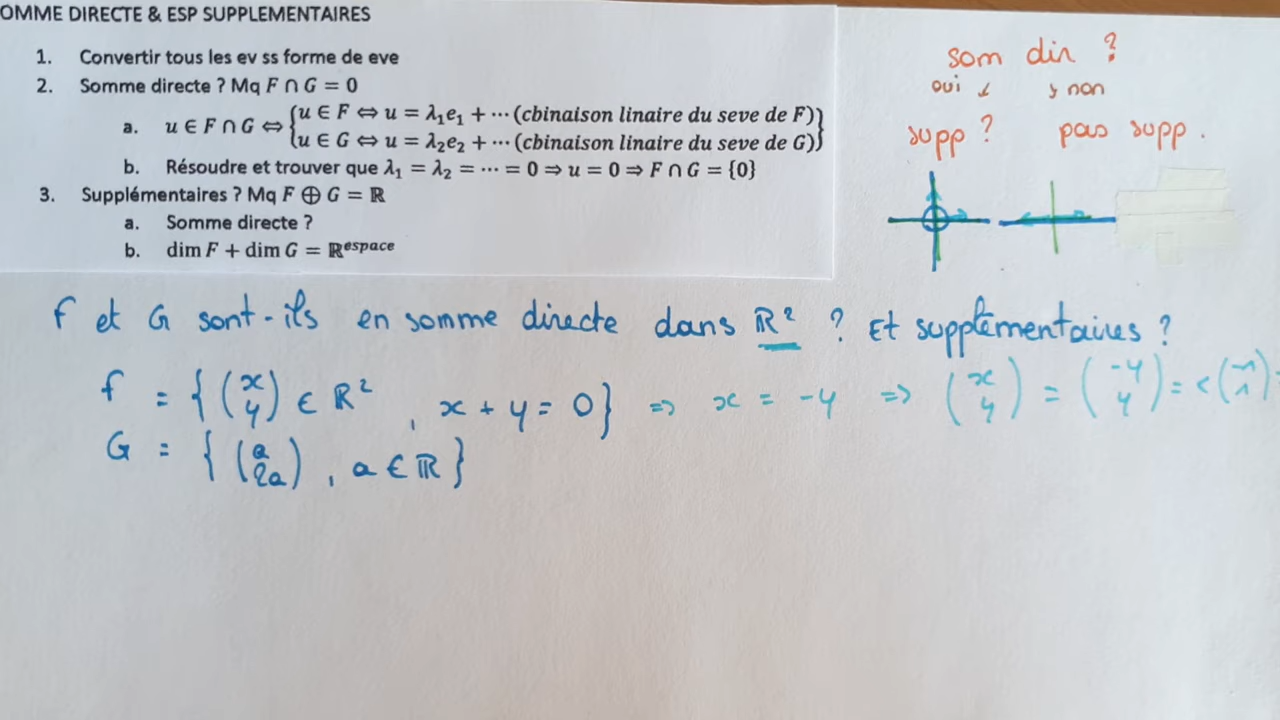 OMME DIRECTE & ESP SUPPLEMENTAIRES
1. Convertir tous les ev ss forme de eve
2. Somme directe ? Mq F ∩ G = 0
a. u ∈ F ∩ G ⇔ {u ∈ F ⇔ u = λ₁e₁ + ⋯ (cbinaison linaire du seve de F)
u ∈ G ⇔ u = λ₂e₂ + ⋯ (cbinaison linaire du seve de G)}
b. Résoudre et trouver que λ₁ = λ₂ = ⋯ = 0 ⇒ u = 0 ⇒ F ∩ G = {0}
3. Supplémentaires ? Mq F ⊕ G = ℝ
a. Somme directe ?
b. dim F + dim G = ℝ^espace
som dir ?
oui ↙ ↘ non
supp ? pas supp .
F et G sont-ils en somme directe dans ℝ² ? Et supplémentaires ?
F = { (x y) ∈ ℝ² , x + y = 0 } ⇒ x = -y ⇒ (x y) = (-y y) = < (-1 1) >
G = { (a 2a) , a ∈ ℝ }